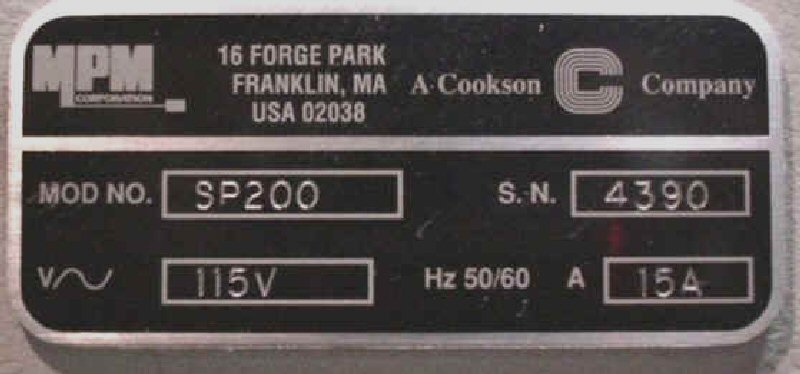 MPM
CORPORATION
16 FORGE PARK
FRANKLIN, MA
USA 02038
A Cookson C Company
MOD NO. SP200
S. N. 4390
V 115V
Hz 50/60 A 15A